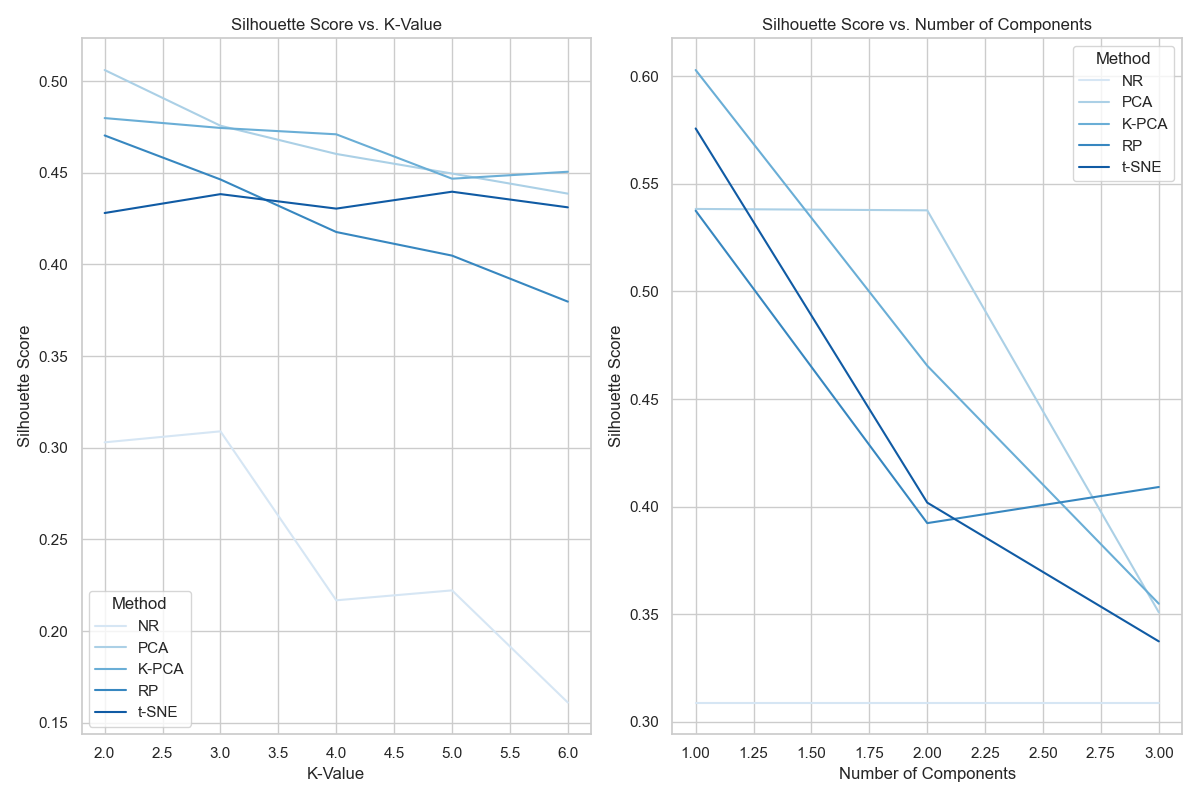 Silhouette Score vs. K-Value
Silhouette Score
0.50
0.45
0.40
0.35
0.30
0.25
0.20
0.15
Method
NR
PCA
K-PCA
RP
t-SNE
2.0 2.5 3.0 3.5 4.0 4.5 5.0 5.5 6.0
K-Value
Silhouette Score vs. Number of Components
Silhouette Score
0.60
0.55
0.50
0.45
0.40
0.35
0.30
Method
NR
PCA
K-PCA
RP
t-SNE
1.00 1.25 1.50 1.75 2.00 2.25 2.50 2.75 3.00
Number of Components